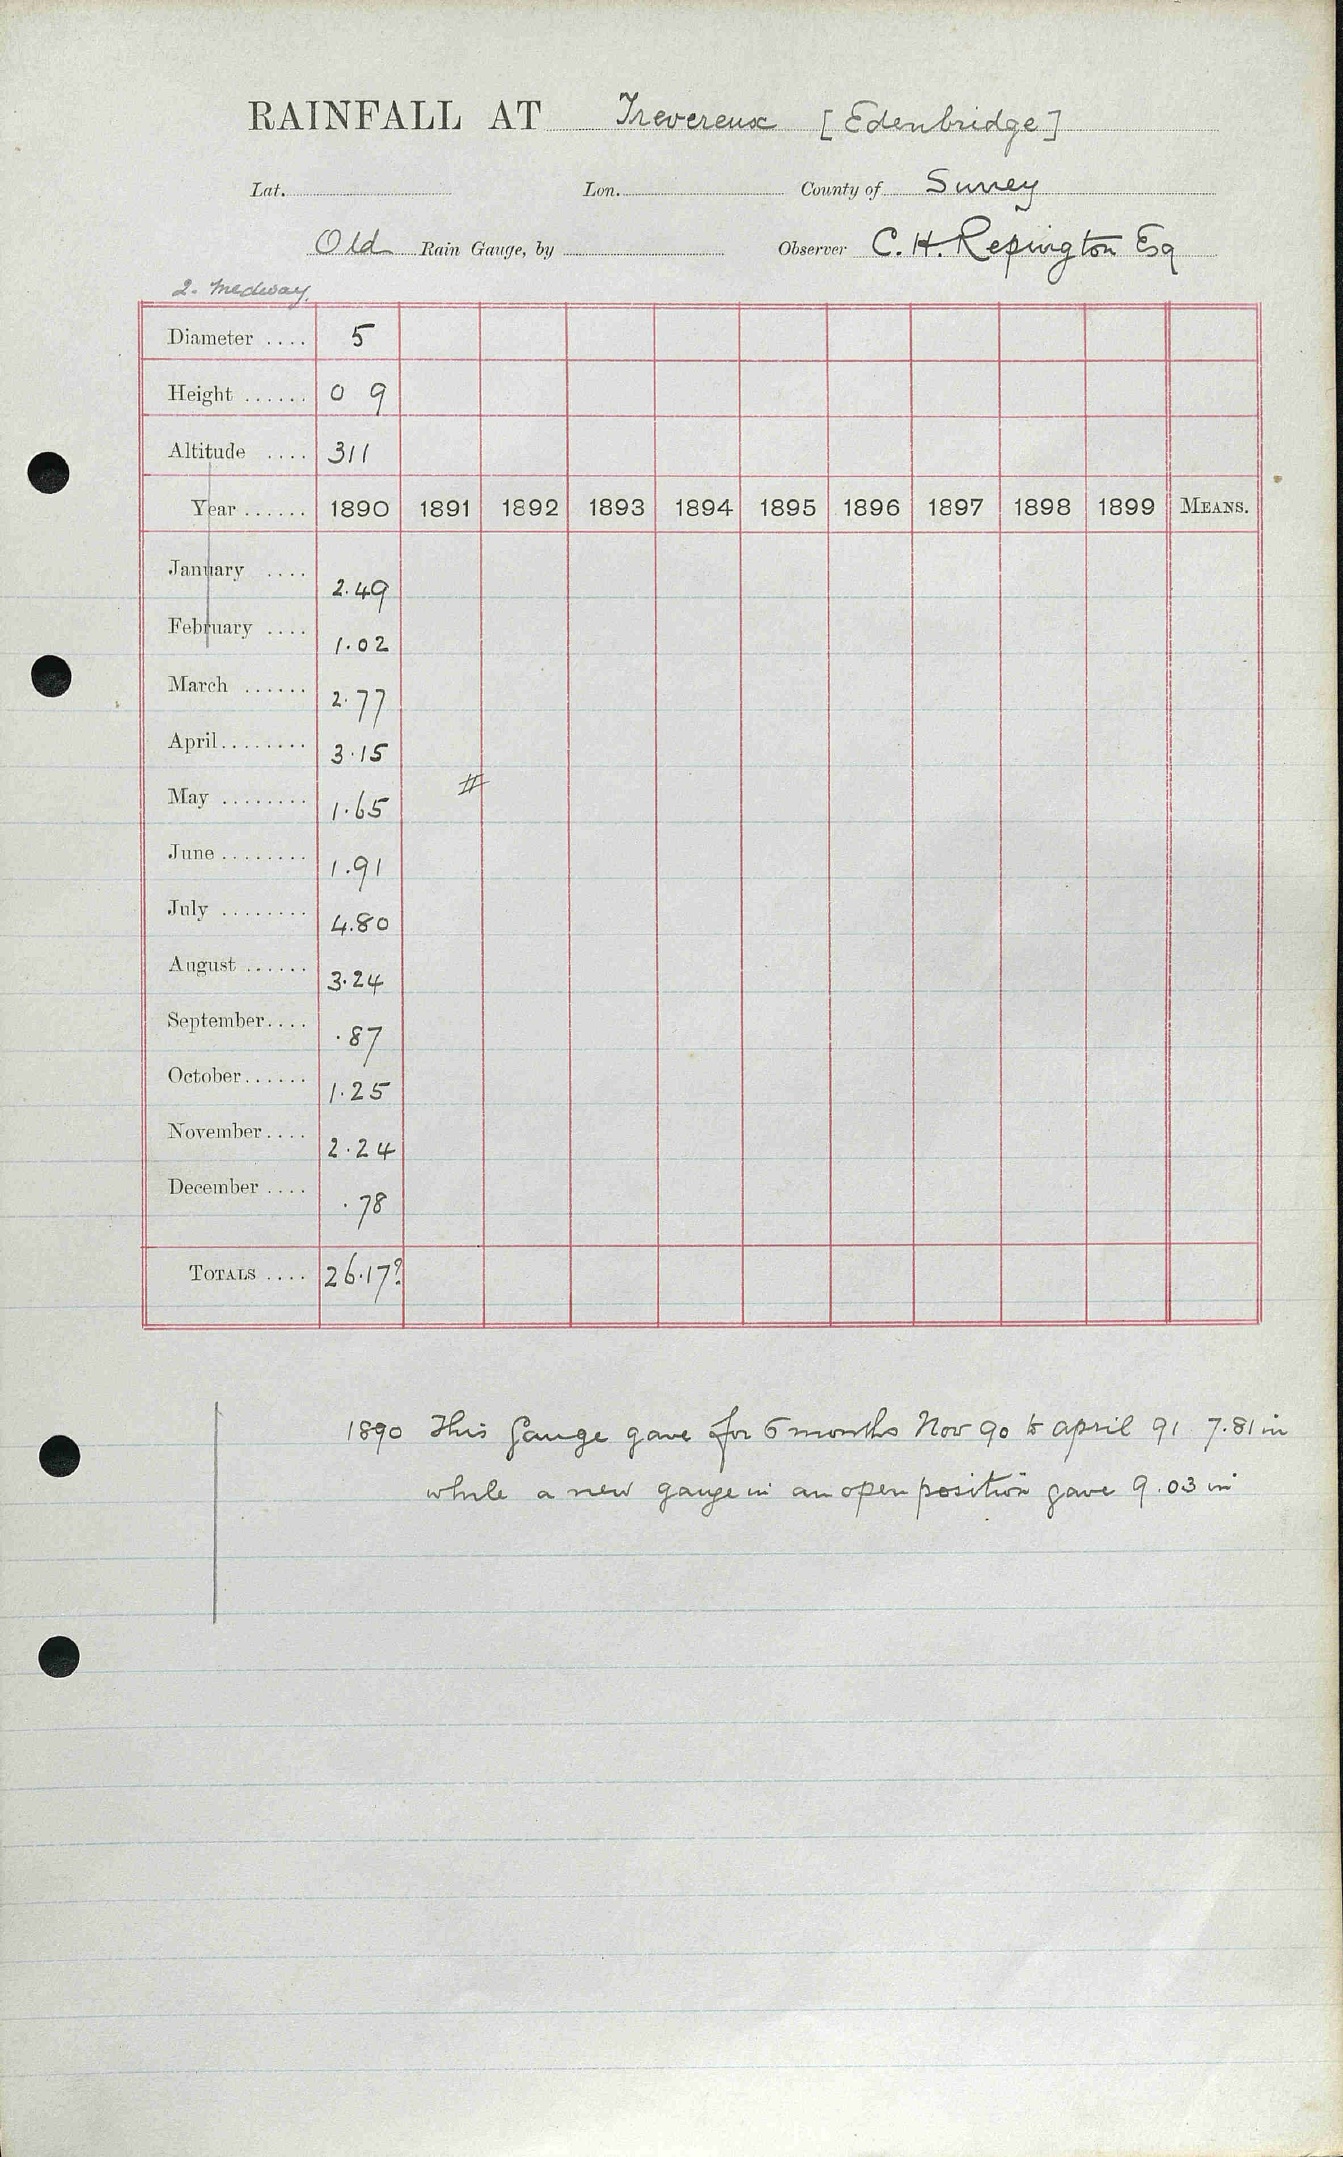 RAINFALL AT Trevereux [Edenbridge]
Lat. Lon. County of Surrey
Old Rain Gauge, by Observer C. H. Repington Esq
2. Medway.
Diameter .... 5
Height ...... 0 9
Altitude .... 311
Year ...... 1890 1891 1892 1893 1894 1895 1896 1897 1898 1899 MEANS.
January .... 2.49
February .... 1.02
March ...... 2.77
April ........ 3.15
May ........ 1.65
#
June ........ 1.91
July ........ 4.80
August ...... 3.24
September .... .87
October ...... 1.25
November .... 2.24
December .... .78
TOTALS .... 26.17?
1890 This Gauge gave for 6 months Nov 90 to april 91 7.81 in
while a new gauge in an open position gave 9.03 in